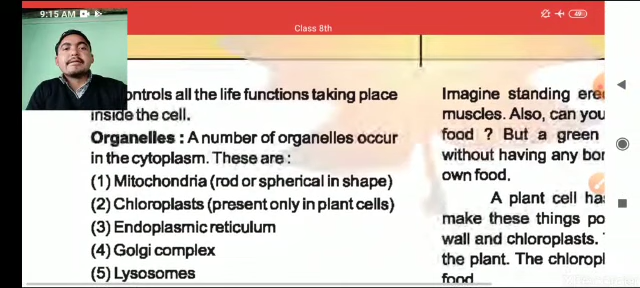 9:15 AM
49
Class 8th
controls all the life functions taking place
inside the cell.
Organelles : A number of organelles occur
in the cytoplasm. These are :
(1) Mitochondria (rod or spherical in shape)
(2) Chloroplasts (present only in plant cells)
(3) Endoplasmic reticulum
(4) Golgi complex
(5) Lysosomes
Imagine standing
muscles. Also, can you
food ? But a green
without having any
own food.
A plant cell
make these things
wall and chloroplasts.
the plant. The
food